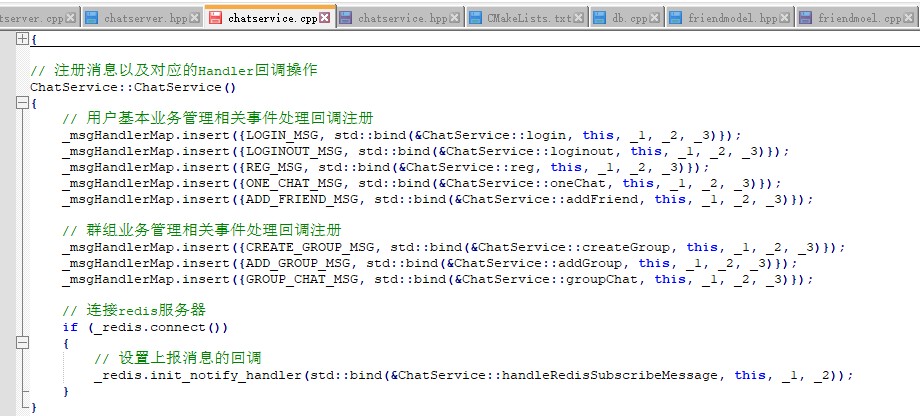 tserver.cpp chatserver.hpp chatservice.cpp chatservice.hpp CMakeLists.txt db.cpp friendmodel.hpp friendmoel.cpp
{
// 注册消息以及对应的Handler回调操作
ChatService::ChatService()
{
// 用户基本业务管理相关事件处理回调注册
_msgHandlerMap.insert({LOGIN_MSG, std::bind(&ChatService::login, this, _1, _2, _3)});
_msgHandlerMap.insert({LOGINOUT_MSG, std::bind(&ChatService::loginout, this, _1, _2, _3)});
_msgHandlerMap.insert({REG_MSG, std::bind(&ChatService::reg, this, _1, _2, _3)});
_msgHandlerMap.insert({ONE_CHAT_MSG, std::bind(&ChatService::oneChat, this, _1, _2, _3)});
_msgHandlerMap.insert({ADD_FRIEND_MSG, std::bind(&ChatService::addFriend, this, _1, _2, _3)});
// 群组业务管理相关事件处理回调注册
_msgHandlerMap.insert({CREATE_GROUP_MSG, std::bind(&ChatService::createGroup, this, _1, _2, _3)});
_msgHandlerMap.insert({ADD_GROUP_MSG, std::bind(&ChatService::addGroup, this, _1, _2, _3)});
_msgHandlerMap.insert({GROUP_CHAT_MSG, std::bind(&ChatService::groupChat, this, _1, _2, _3)});
// 连接redis服务器
if (_redis.connect())
{
// 设置上报消息的回调
_redis.init_notify_handler(std::bind(&ChatService::handleRedisSubscribeMessage, this, _1, _2));
}
}